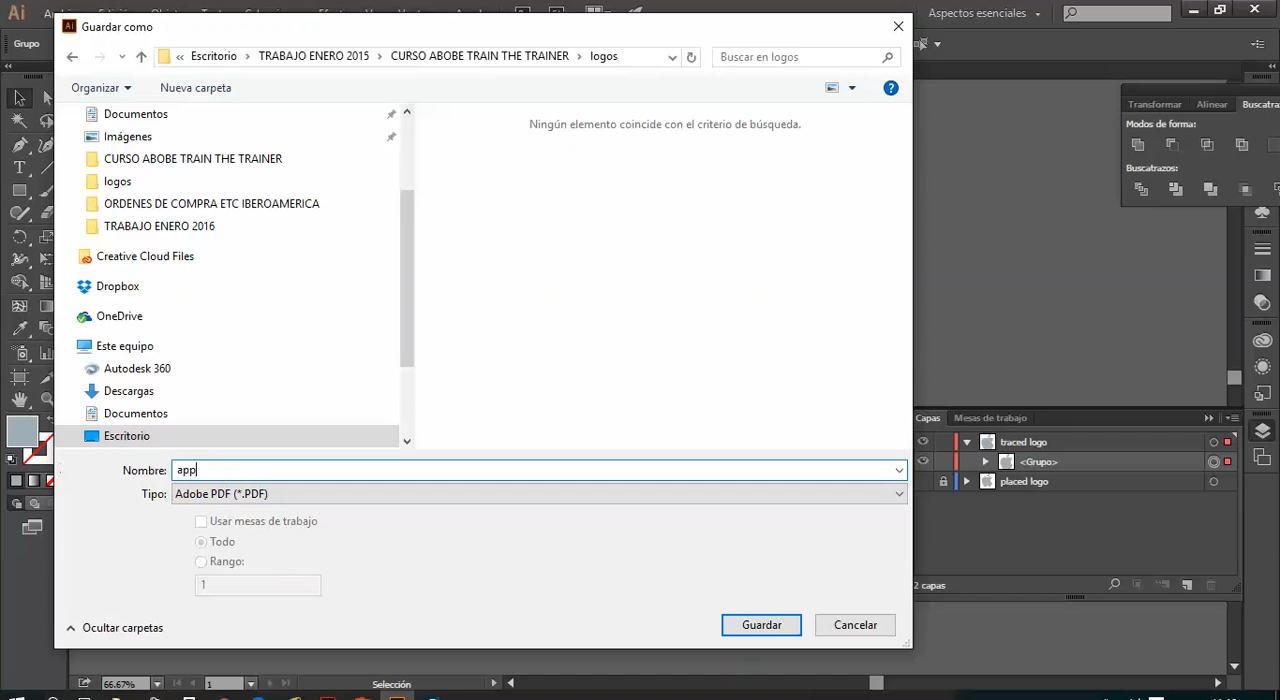 Ai
Guardar como
Aspectos esenciales
Grupo
« Escritorio › TRABAJO ENERO 2015 › CURSO ABOBE TRAIN THE TRAINER › logos
Buscar en logos
Organizar
Nueva carpeta
Documentos
Imágenes
CURSO ABOBE TRAIN THE TRAINER
logos
ORDENES DE COMPRA ETC IBEROAMERICA
TRABAJO ENERO 2016
Creative Cloud Files
Dropbox
OneDrive
Este equipo
Autodesk 360
Descargas
Documentos
Escritorio
Ningún elemento coincide con el criterio de búsqueda.
Nombre: app
Tipo: Adobe PDF (*.PDF)
Usar mesas de trabajo
Todo
Rango:
1
Ocultar carpetas
Guardar
Cancelar
Transformar
Alinear
Buscatra
Modos de forma:
Buscatrazos:
Capas
Mesas de trabajo
traced logo
<Grupo>
placed logo
2 capas
66.67%
1
Selección